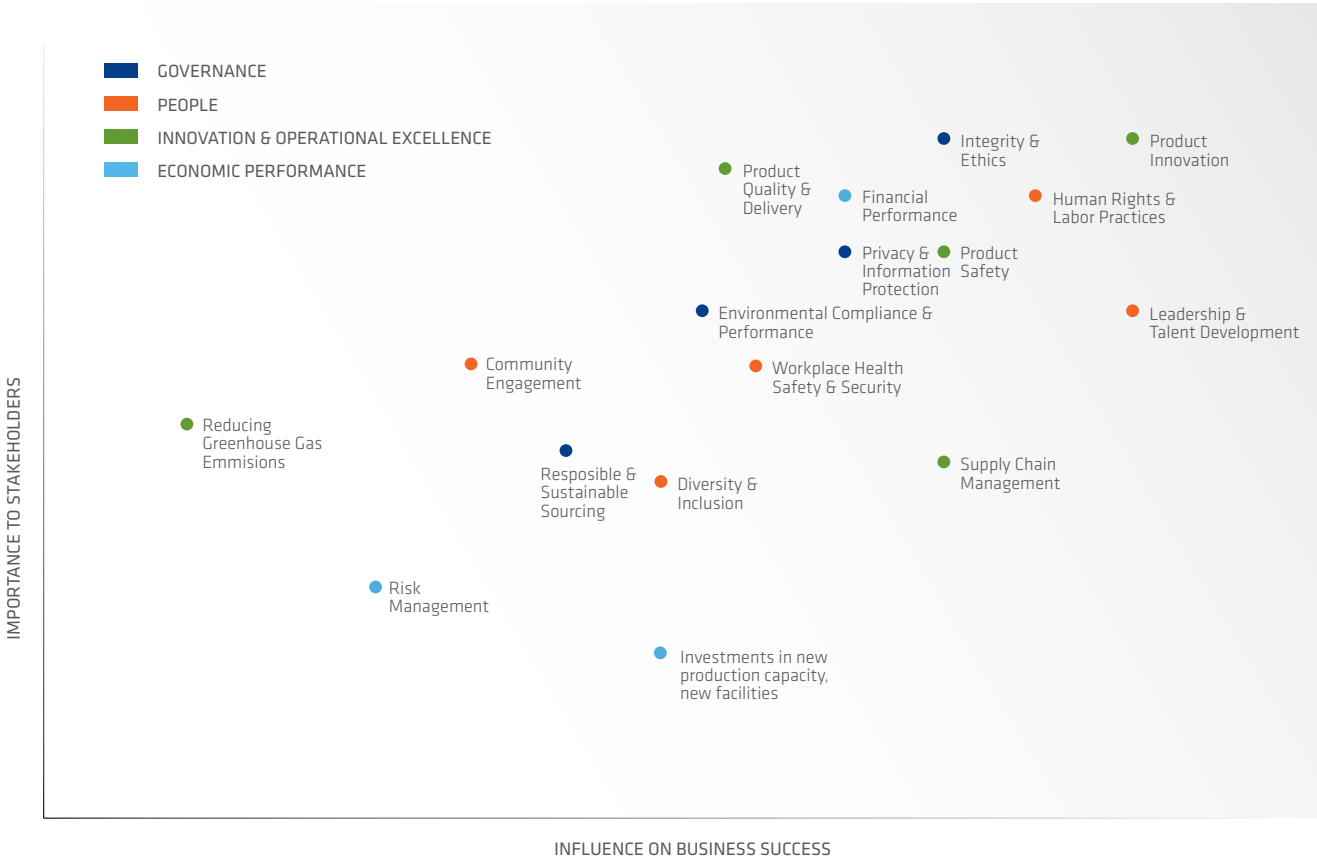 GOVERNANCE
PEOPLE
INNOVATION & OPERATIONAL EXCELLENCE
ECONOMIC PERFORMANCE
Integrity &
Ethics
Product
Innovation
Product
Quality &
Delivery
Financial
Performance
Human Rights &
Labor Practices
Privacy &
Information
Protection
Product
Safety
Environmental Compliance &
Performance
Leadership &
Talent Development
Community
Engagement
Workplace Health
Safety & Security
Reducing
Greenhouse Gas
Emmisions
Resposible &
Sustainable
Sourcing
Diversity &
Inclusion
Supply Chain
Management
Risk
Management
Investments in new
production capacity,
new facilities
IMPORTANCE TO STAKEHOLDERS
INFLUENCE ON BUSINESS SUCCESS